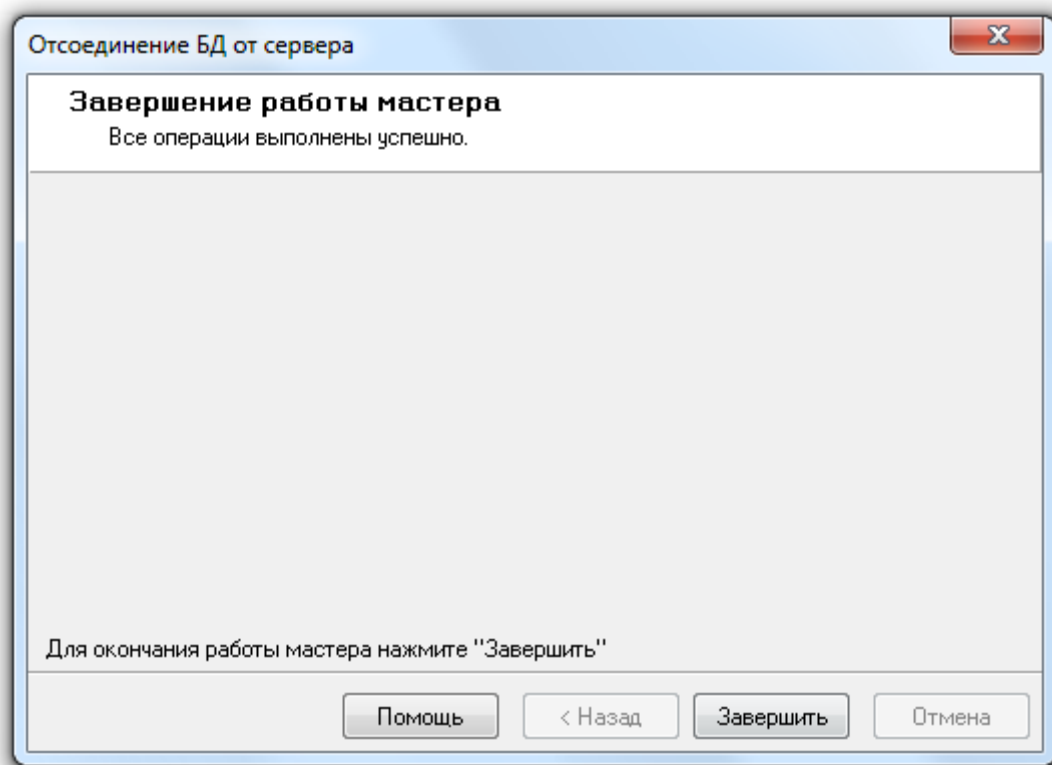 Отсоединение БД от сервера
Завершение работы мастера
Все операции выполнены успешно.
Для окончания работы мастера нажмите "Завершить"
Помощь < Назад Завершить Отмена